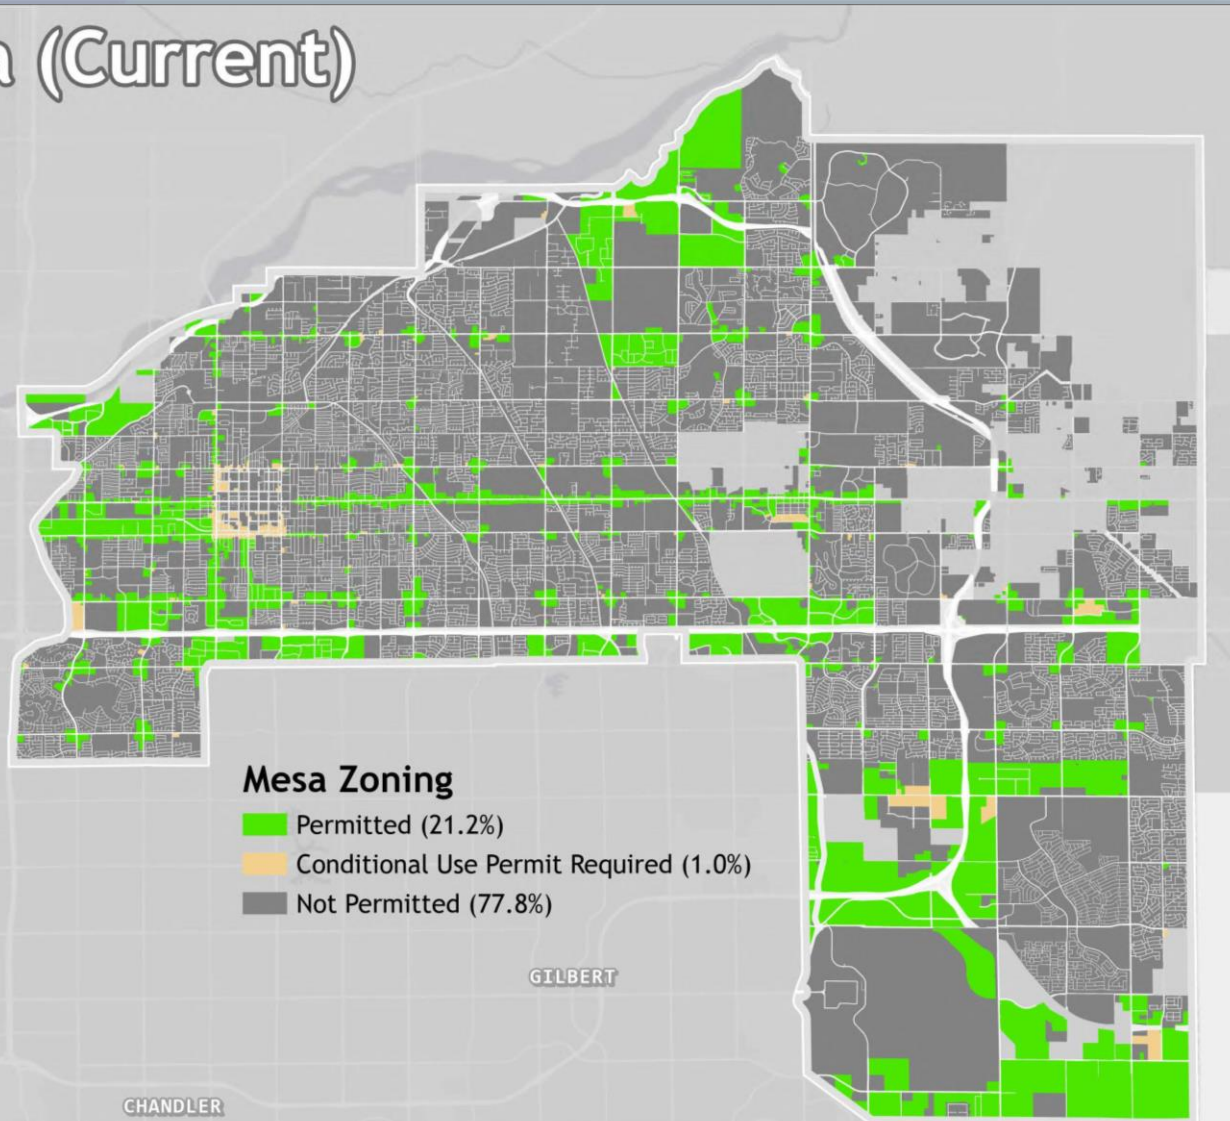 a (Current)
Mesa Zoning
Permitted (21.2%)
Conditional Use Permit Required (1.0%)
Not Permitted (77.8%)
GILBERT
CHANDLER